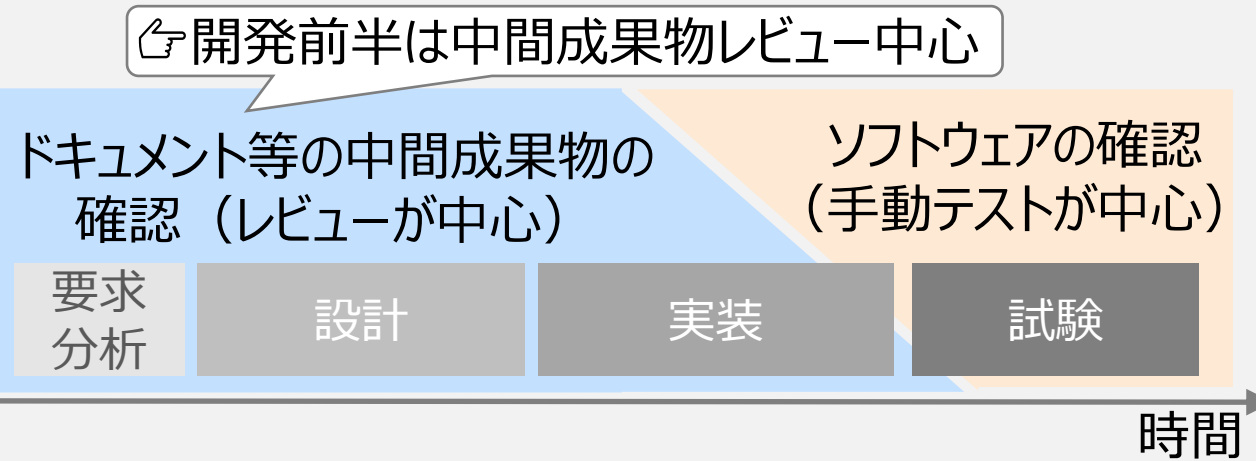 ☞開発前半は中間成果物レビュー中心
ドキュメント等の中間成果物の
確認（レビューが中心）
ソフトウェアの確認
（手動テストが中心）
要求
分析
設計
実装
試験
時間